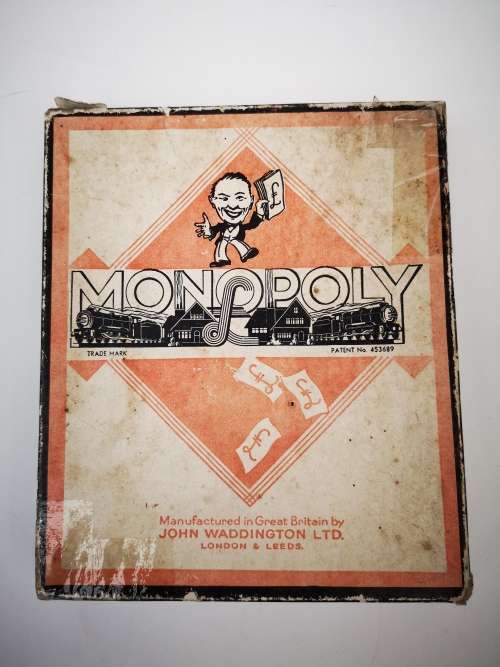 £
MONOPOLY
£
TRADE MARK PATENT No. 453689
£
£
£
Manufactured in Great Britain by
JOHN WADDINGTON LTD.
LONDON & LEEDS.